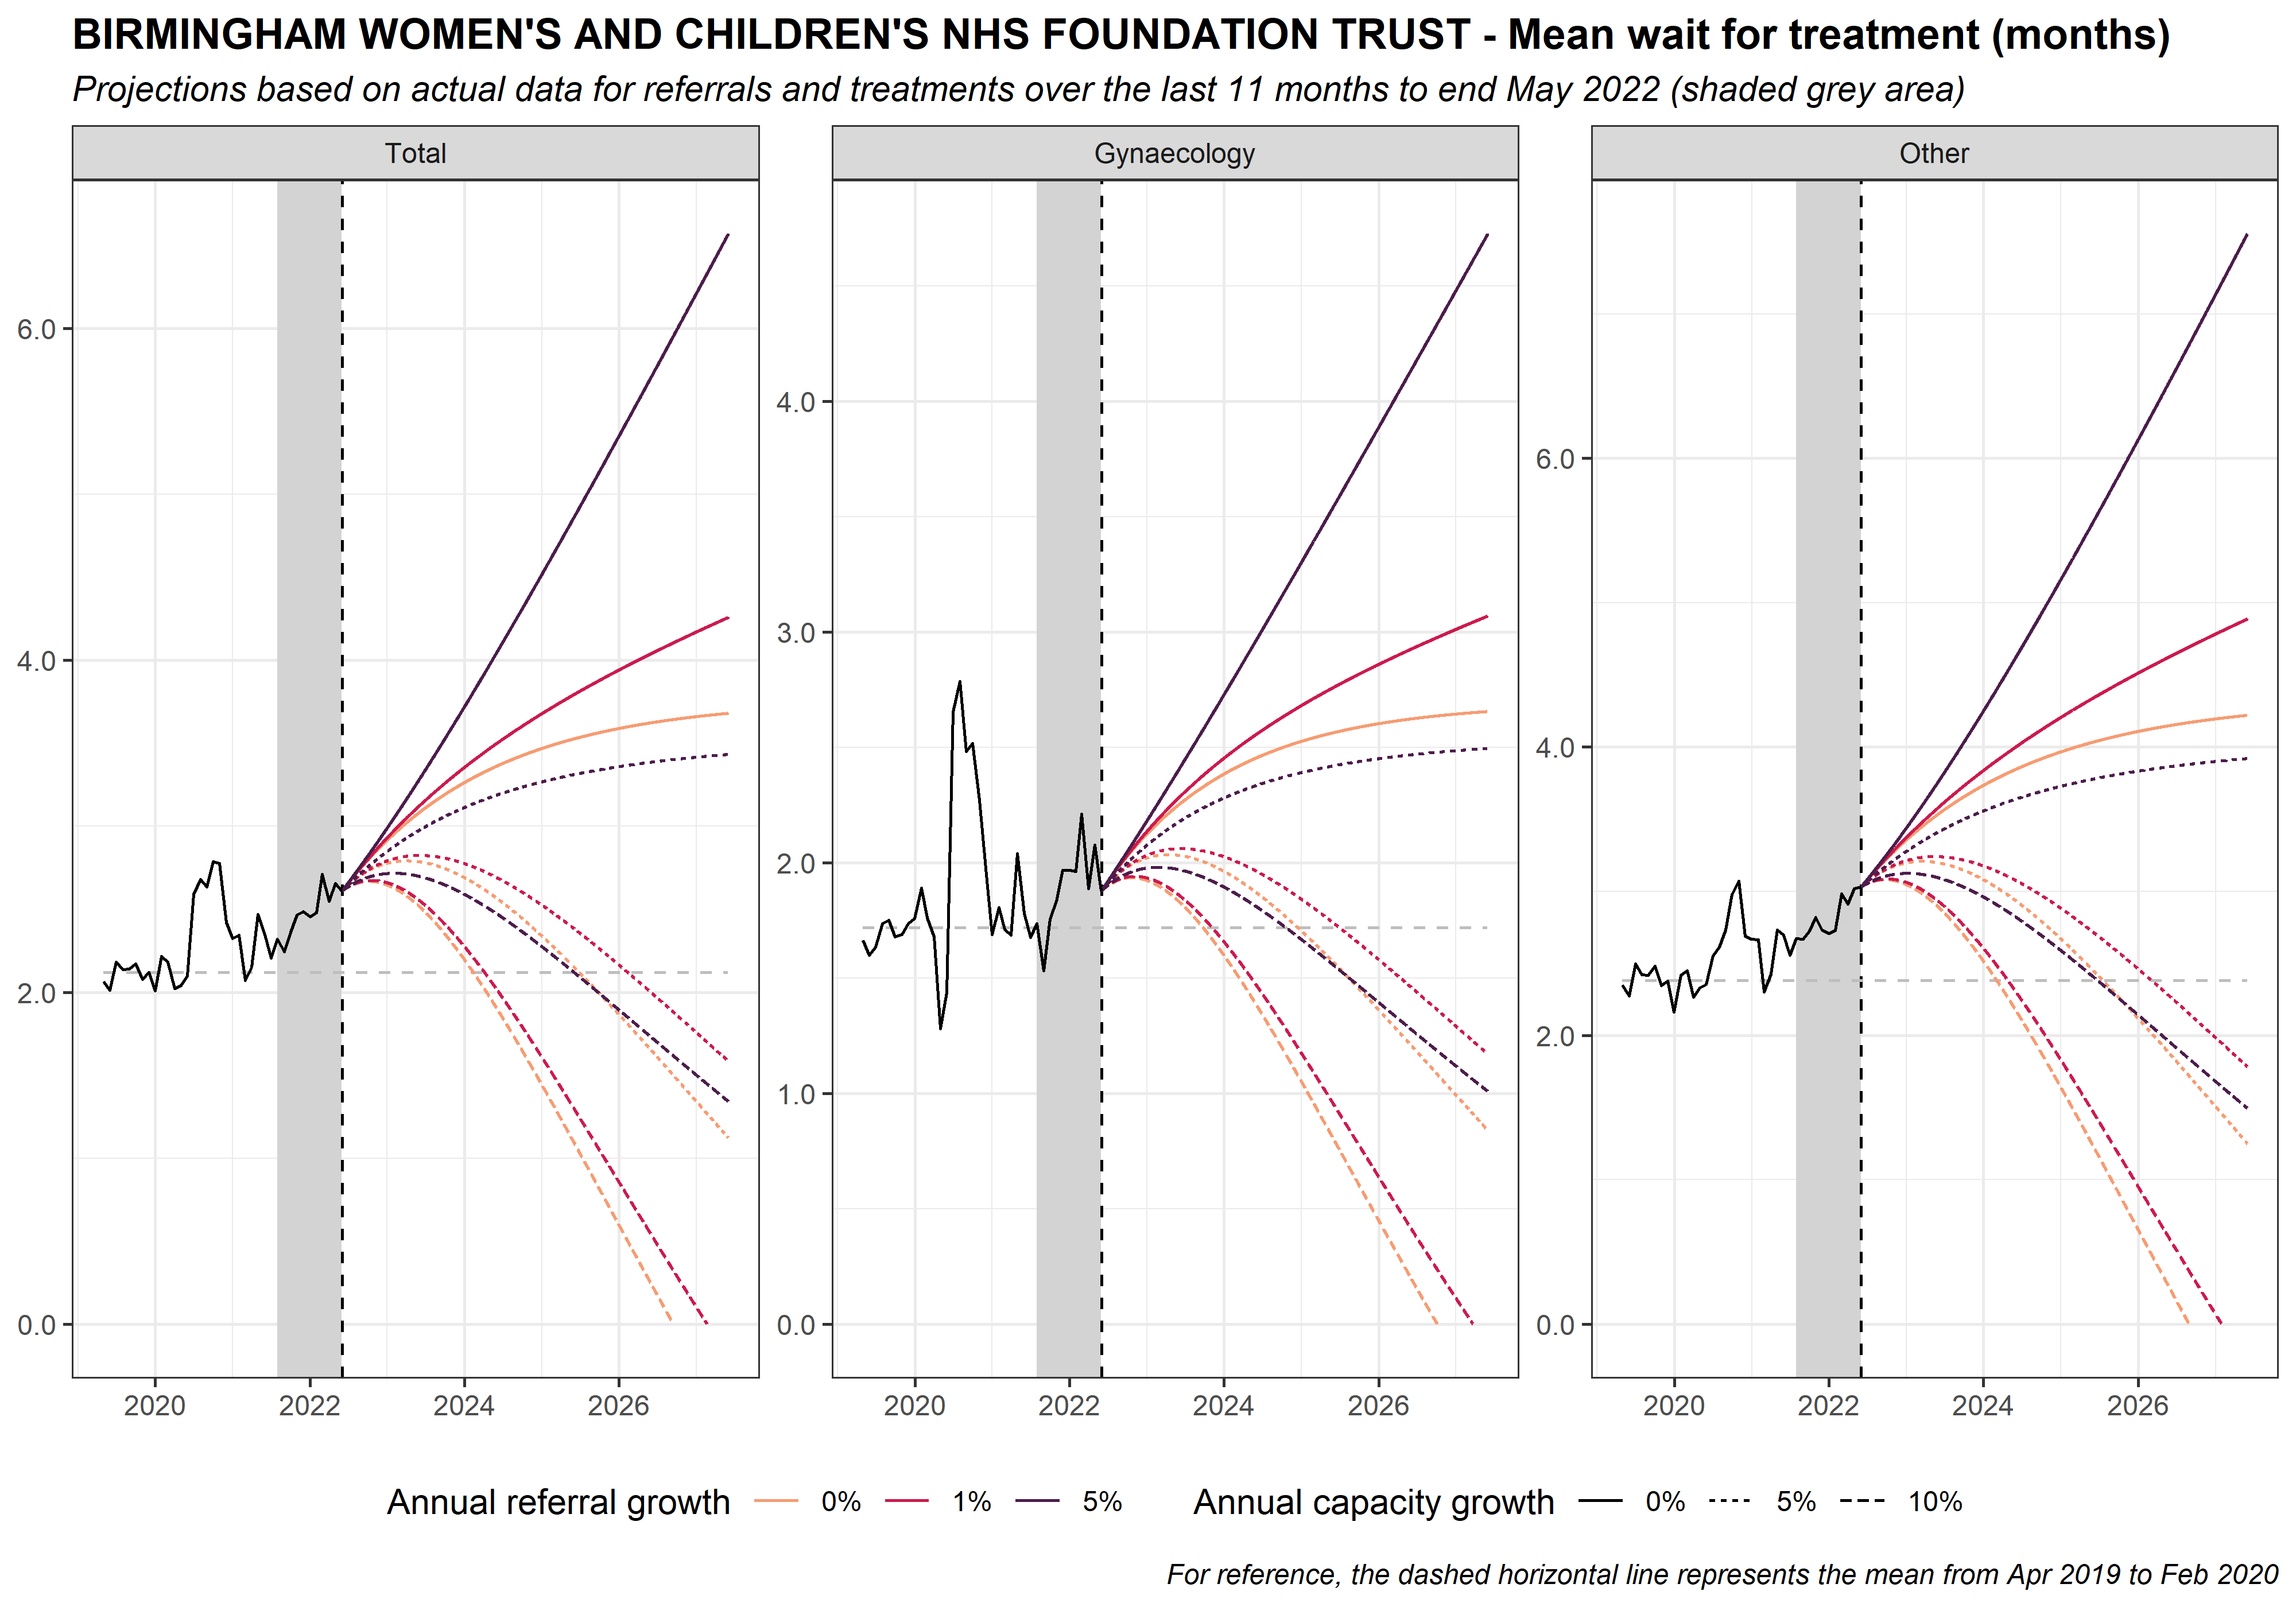 BIRMINGHAM WOMEN'S AND CHILDREN'S NHS FOUNDATION TRUST - Mean wait for treatment (months)
Projections based on actual data for referrals and treatments over the last 11 months to end May 2022 (shaded grey area)
Total
6.0
4.0
2.0
0.0
2020 2022 2024 2026
Gynaecology
4.0
3.0
2.0
1.0
0.0
2020 2022 2024 2026
Other
6.0
4.0
2.0
0.0
2020 2022 2024 2026
Annual referral growth 0% 1% 5% Annual capacity growth 0% 5% 10%
For reference, the dashed horizontal line represents the mean from Apr 2019 to Feb 2020